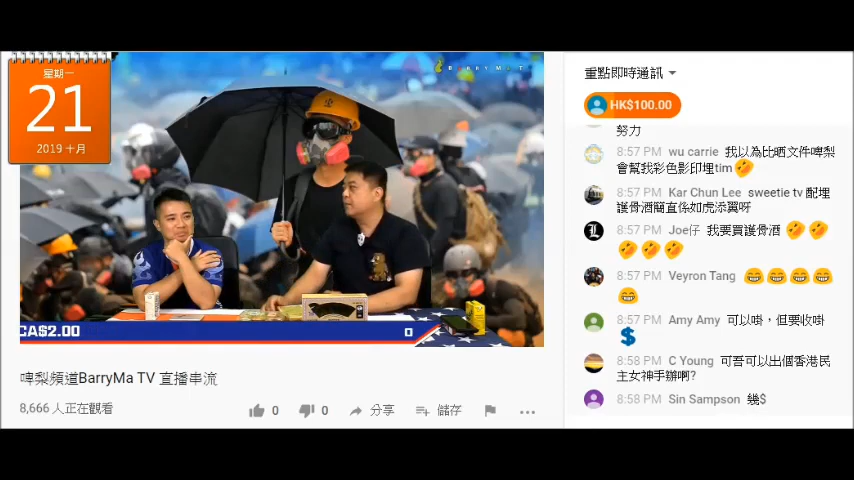 星期一
21
2019 十月
BARRYMA T
CA$2.00
0
啤梨頻道BarryMa TV 直播串流
8,666 人正在觀看
0
0
分享
儲存
重點即時通訊
HK$100.00
努力
8:57 PM wu carrie 我以為比晒文件啤梨
會幫我彩色影印埋tim🤣
8:57 PM Kar Chun Lee sweetie tv 配埋
護骨酒簡直係如虎添翼呀
8:57 PM Joe仔 我要買護骨酒 🤣🤣
🤣🤣🤣
8:57 PM Veyron Tang 😁😁😁😁
😁
8:57 PM Amy Amy 可以啩，但要收啩
💲
8:58 PM C Young 可吾可以出個香港民
主女神手辦啊?
8:58 PM Sin Sampson 幾$